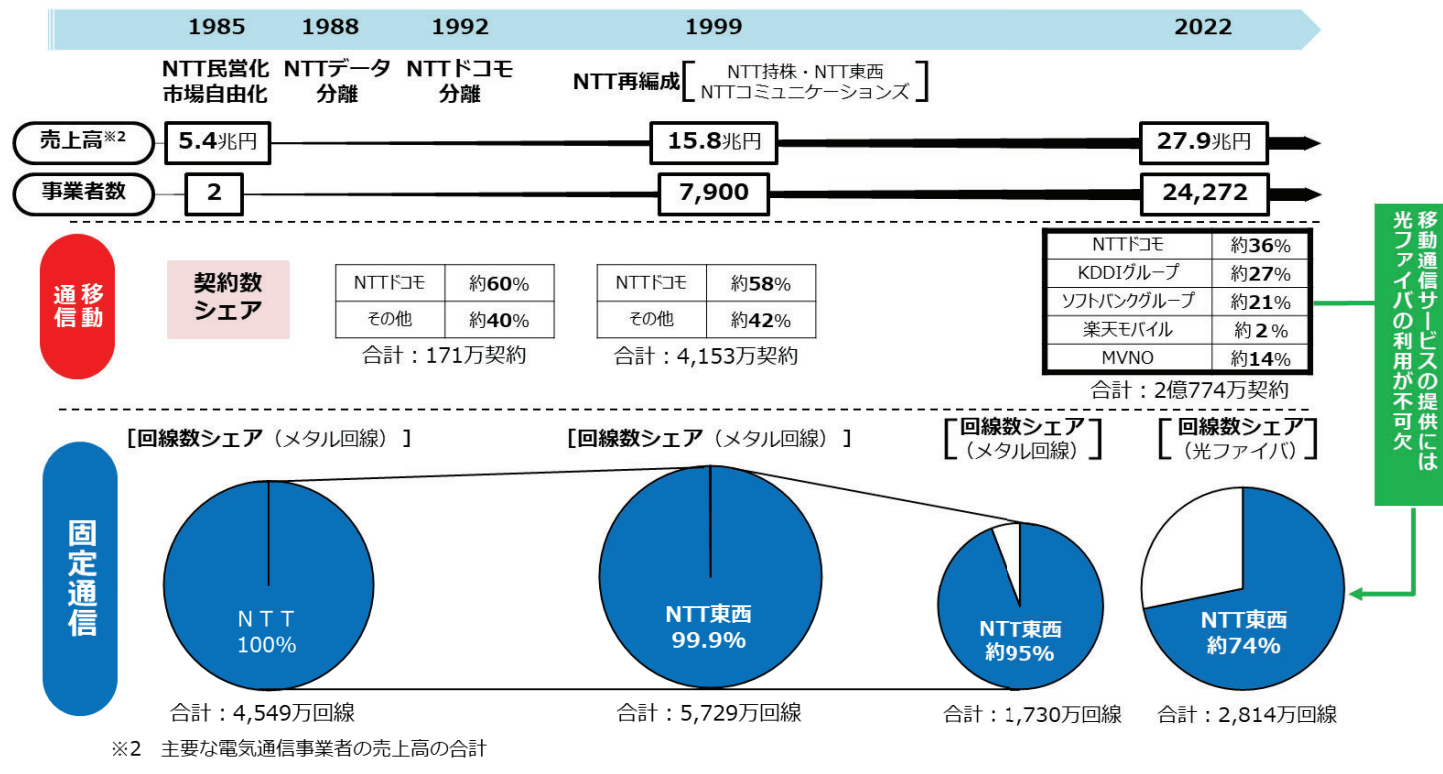 1985 1988 1992 1999 2022
NTT民営化
市場自由化
NTTデータ
分離
NTTドコモ
分離
NTT再編成
NTT持株・NTT東西
NTTコミュニケーションズ
売上高※2
5.4兆円
15.8兆円
27.9兆円
事業者数
2
7,900
24,272
移動
通信
契約数
シェア
NTTドコモ 約60%
その他 約40%
合計:171万契約
NTTドコモ 約58%
その他 約42%
合計:4,153万契約
NTTドコモ 約36%
KDDIグループ 約27%
ソフトバンクグループ 約21%
楽天モバイル 約2%
MVNO 約14%
合計:2億774万契約
移動通信サービスの提供には
光ファイバの利用が不可欠
固定通信
[回線数シェア(メタル回線)]
NTT
100%
合計:4,549万回線
[回線数シェア(メタル回線)]
NTT東西
99.9%
合計:5,729万回線
回線数シェア
(メタル回線)
NTT東西
約95%
合計:1,730万回線
回線数シェア
(光ファイバ)
NTT東西
約74%
合計:2,814万回線
※2 主要な電気通信事業者の売上高の合計